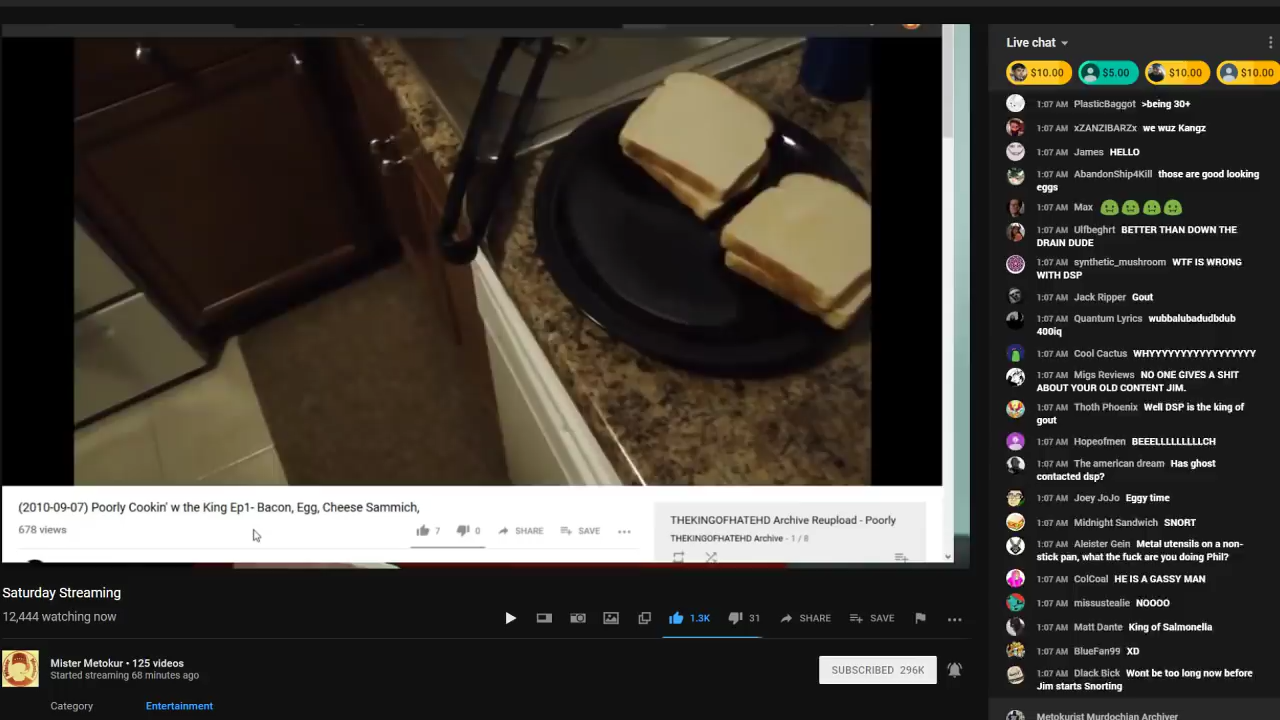 (2010-09-07) Poorly Cookin' w the King Ep1- Bacon, Egg, Cheese Sammich,
678 views
7
0
SHARE
SAVE
THEKINGOFHATEHD Archive Reupload - Poorly
THEKINGOFHATEHD Archive - 1 / 8
Saturday Streaming
12,444 watching now
1.3K
31
SHARE
SAVE
Mister Metokur • 125 videos
Started streaming 68 minutes ago
SUBSCRIBED 296K
Category
Entertainment
Live chat
$10.00
$5.00
$10.00
$10.00
1:07 AM PlasticBaggot >being 30+
1:07 AM xZANZIBARZx we wuz Kangz
1:07 AM James HELLO
1:07 AM AbandonShip4Kill those are good looking
eggs
1:07 AM Max
1:07 AM Ulfbeghrt BETTER THAN DOWN THE
DRAIN DUDE
1:07 AM synthetic_mushroom WTF IS WRONG
WITH DSP
1:07 AM Jack Ripper Gout
1:07 AM Quantum Lyrics wubbalubadudbdub
400iq
1:07 AM Cool Cactus WHYYYYYYYYYYYYYYYY
1:07 AM Migs Reviews NO ONE GIVES A SHIT
ABOUT YOUR OLD CONTENT JIM.
1:07 AM Thoth Phoenix Well DSP is the king of
gout
1:07 AM Hopeofmen BEEELLLLLLLLCH
1:07 AM The american dream Has ghost
contacted dsp?
1:07 AM Joey JoJo Eggy time
1:07 AM Midnight Sandwich SNORT
1:07 AM Aleister Gein Metal utensils on a non-
stick pan, what the fuck are you doing Phil?
1:07 AM ColCoal HE IS A GASSY MAN
1:07 AM missustealie NOOOO
1:07 AM Matt Dante King of Salmonella
1:07 AM BlueFan99 XD
1:07 AM Dlack Bick Wont be too long now before
Jim starts Snorting
Metokurist Murdochian Archiver